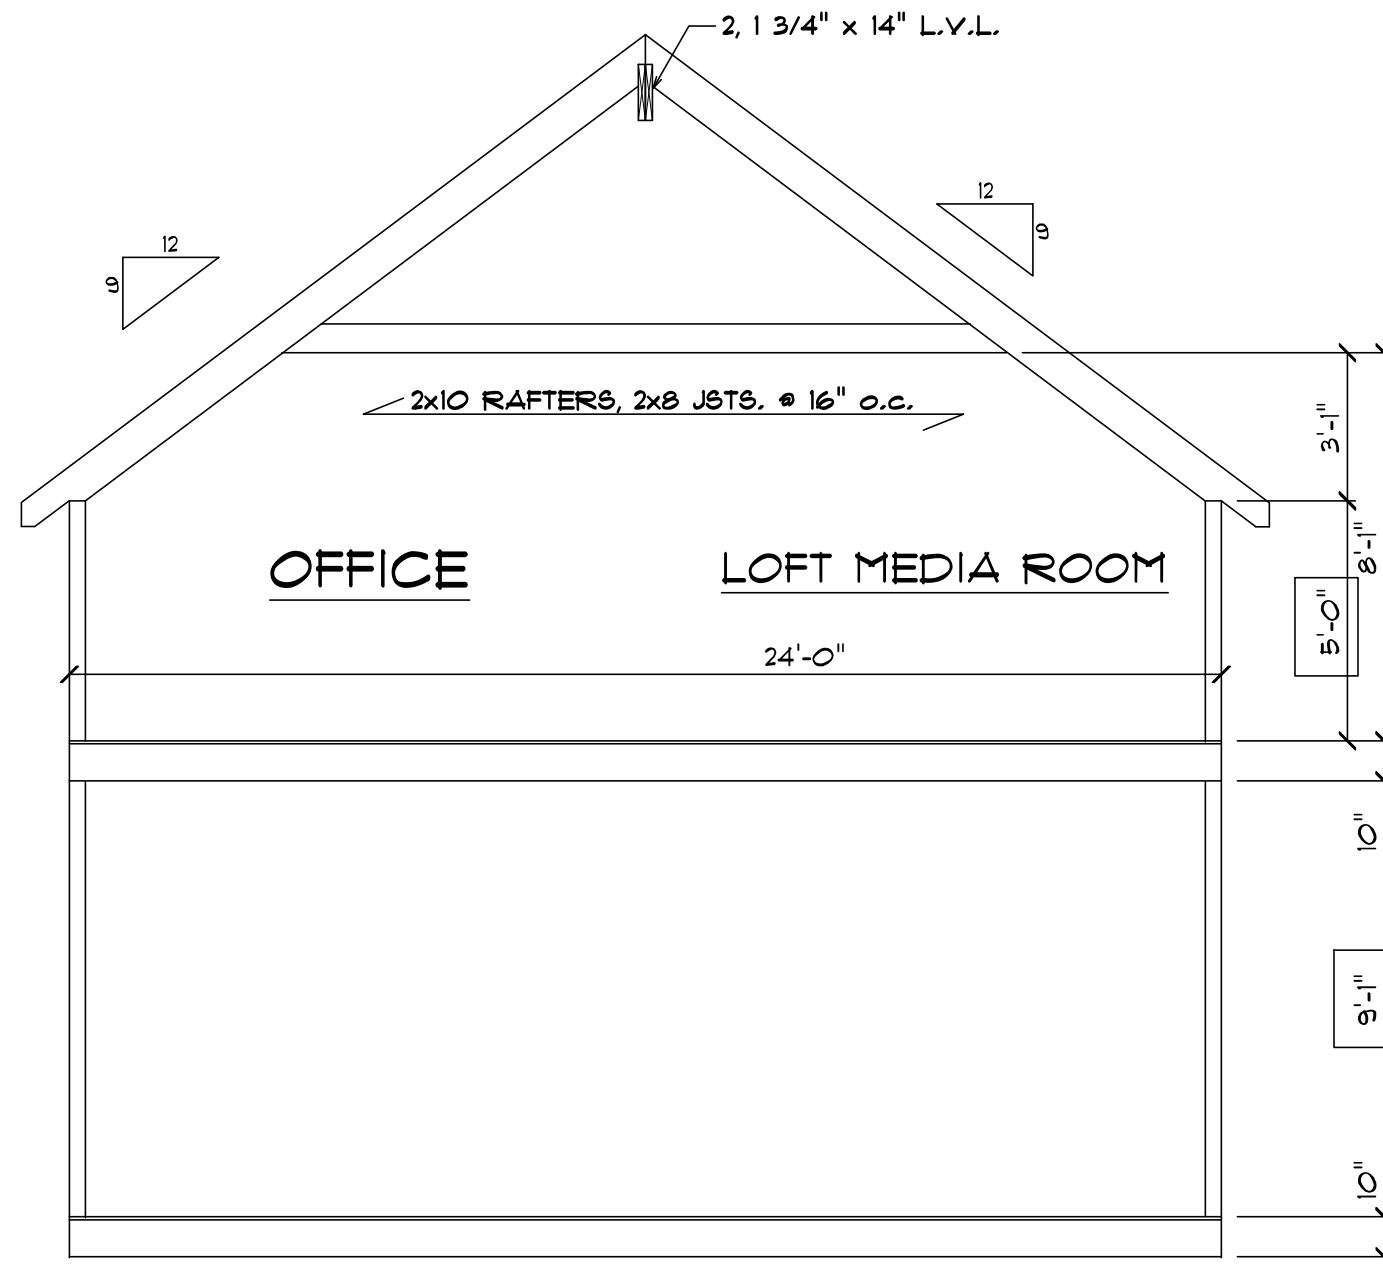 2, 1 3/4" x 14" L.V.L.
12
9
12
9
2x10 RAFTERS, 2x8 JSTS. @ 16" o.c.
3'-1"
8'-1"
OFFICE
LOFT MEDIA ROOM
5'-0"
24'-0"
10"
9'-1"
10"